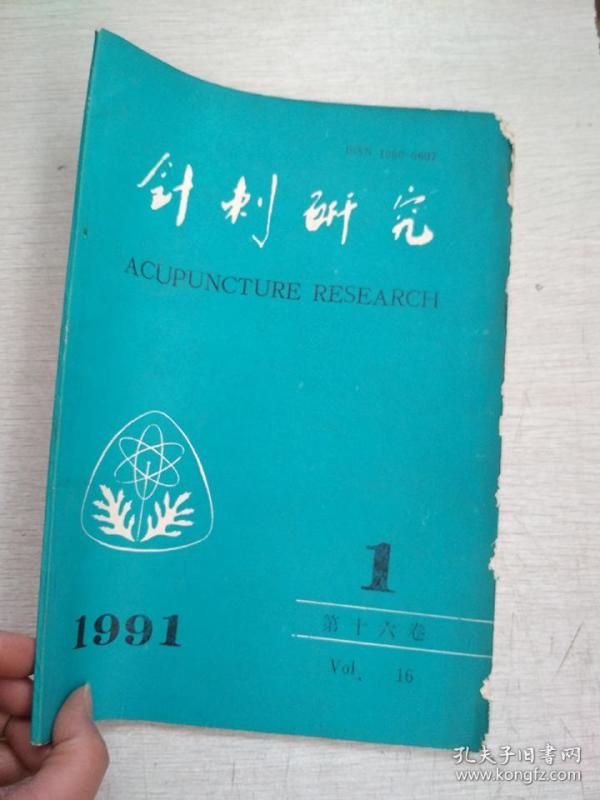 ISSN 1000-0607
针刺研究
ACUPUNCTURE RESEARCH
1
第十六卷
1991
Vol. 16
孔夫子旧书网
www.kongfz.com